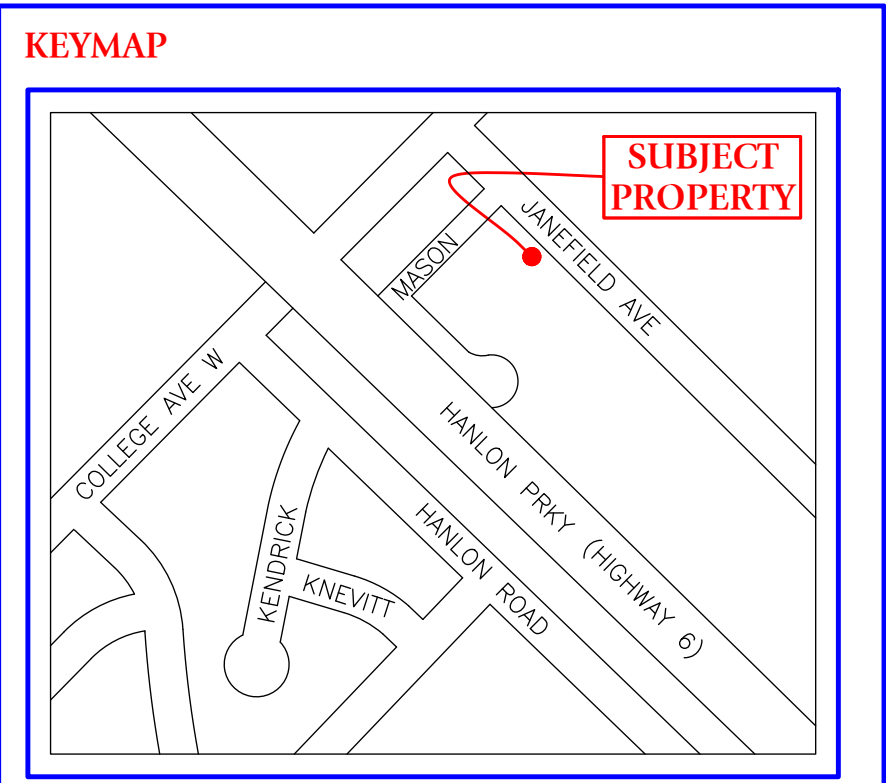 KEYMAP
SUBJECT
PROPERTY
JANEFIELD AVE
MASON
COLLEGE AVE W
HANLON PRKY (HIGHWAY 6)
HANLON ROAD
KENDRICK
KNEVITT